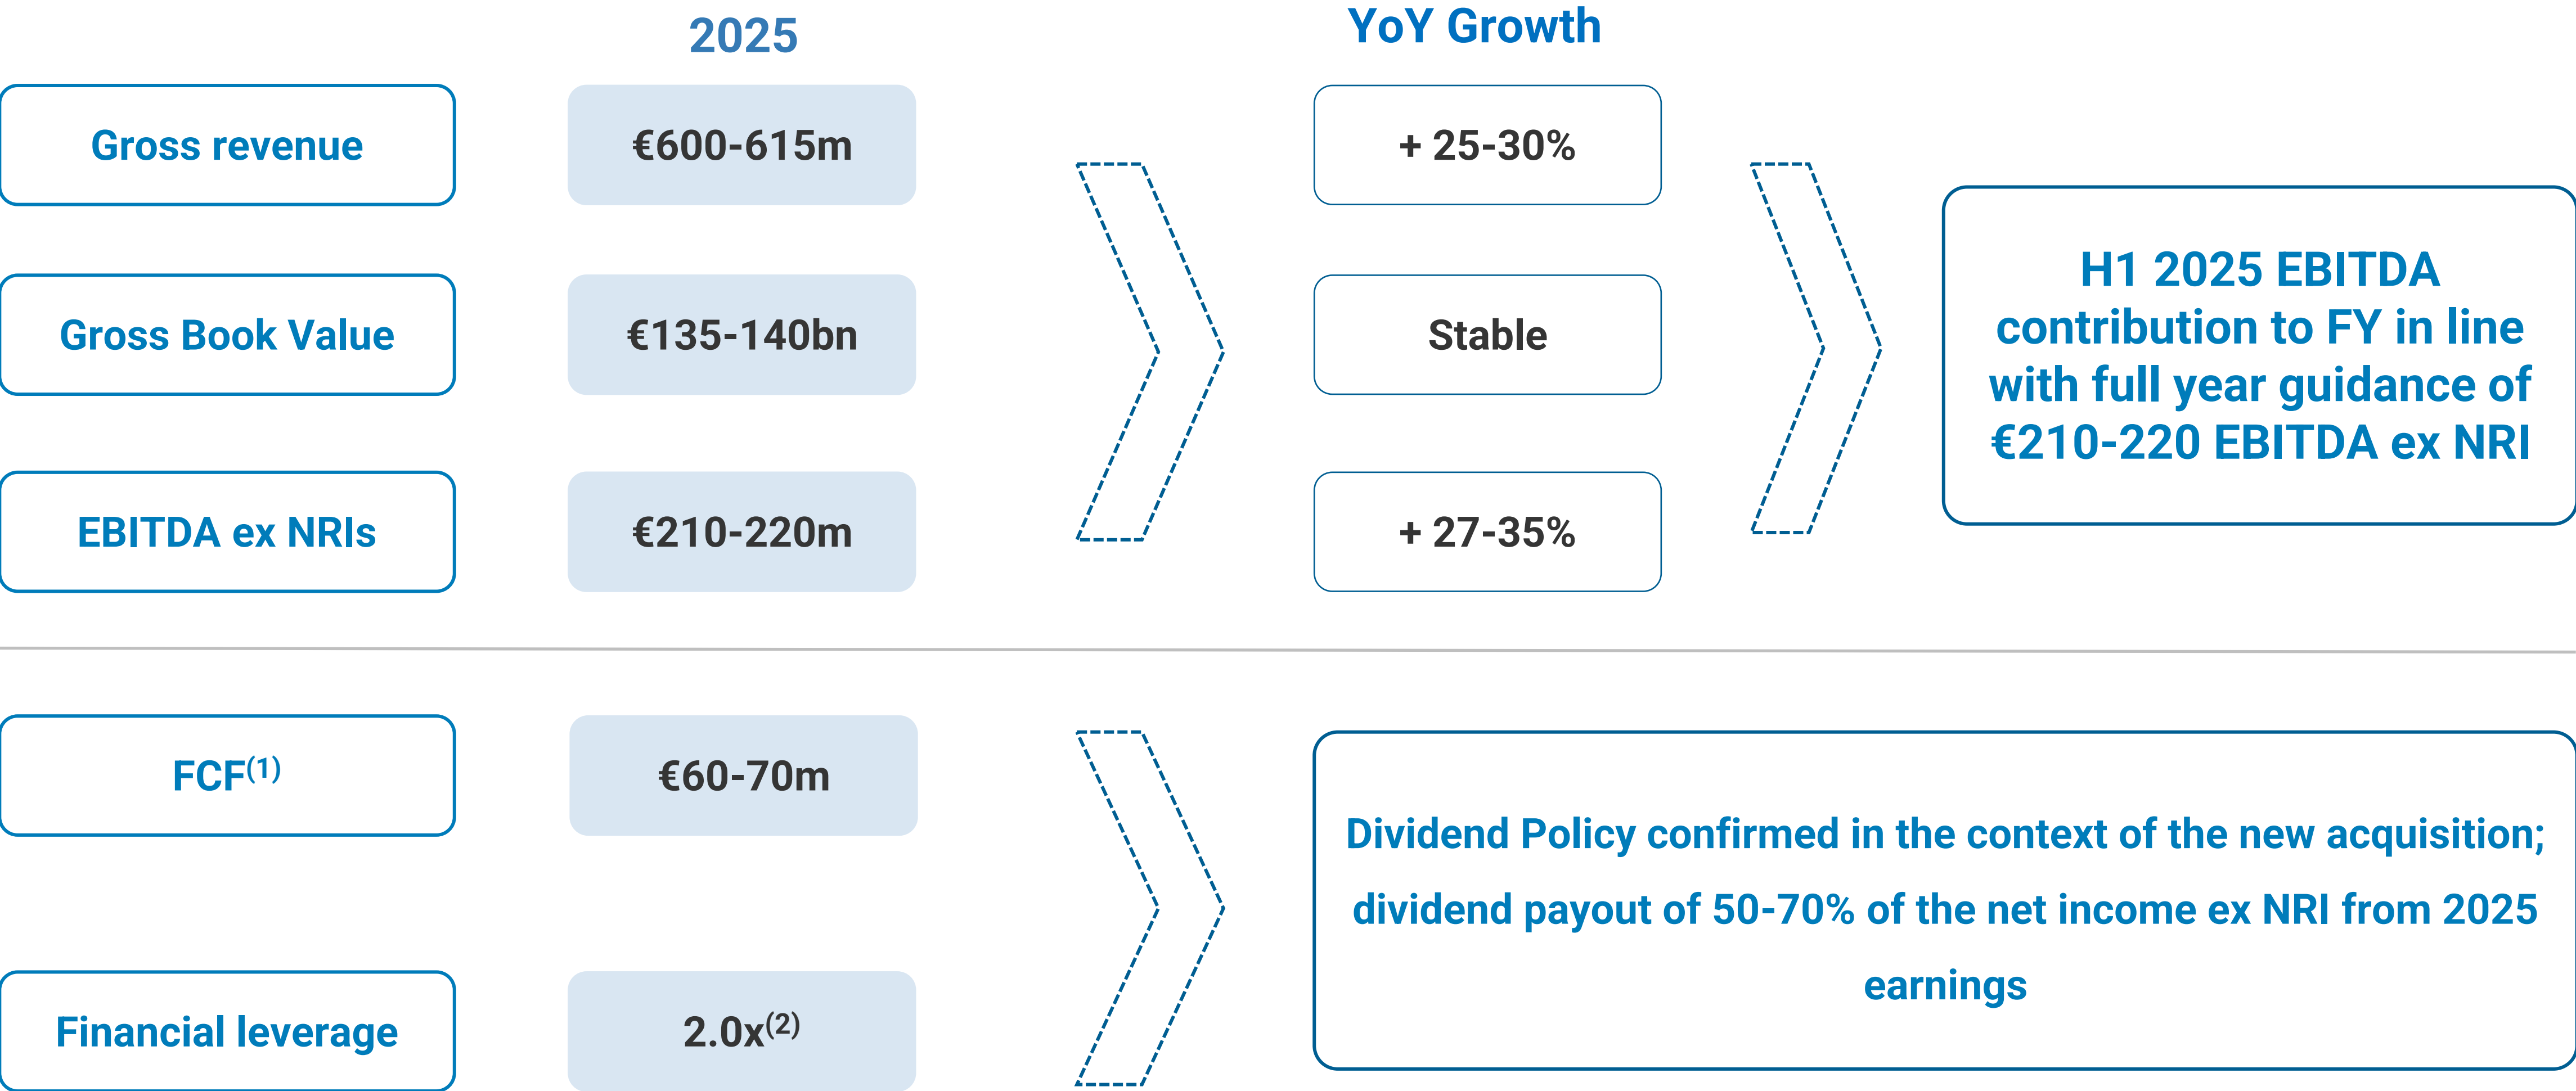 2025
YoY Growth
Gross revenue
€600-615m
+ 25-30%
Gross Book Value
€135-140bn
Stable
EBITDA ex NRIs
€210-220m
+ 27-35%
H1 2025 EBITDA
contribution to FY in line
with full year guidance of
€210-220 EBITDA ex NRI
FCF(1)
€60-70m
Financial leverage
2.0x(2)
Dividend Policy confirmed in the context of the new acquisition;
dividend payout of 50-70% of the net income ex NRI from 2025
earnings